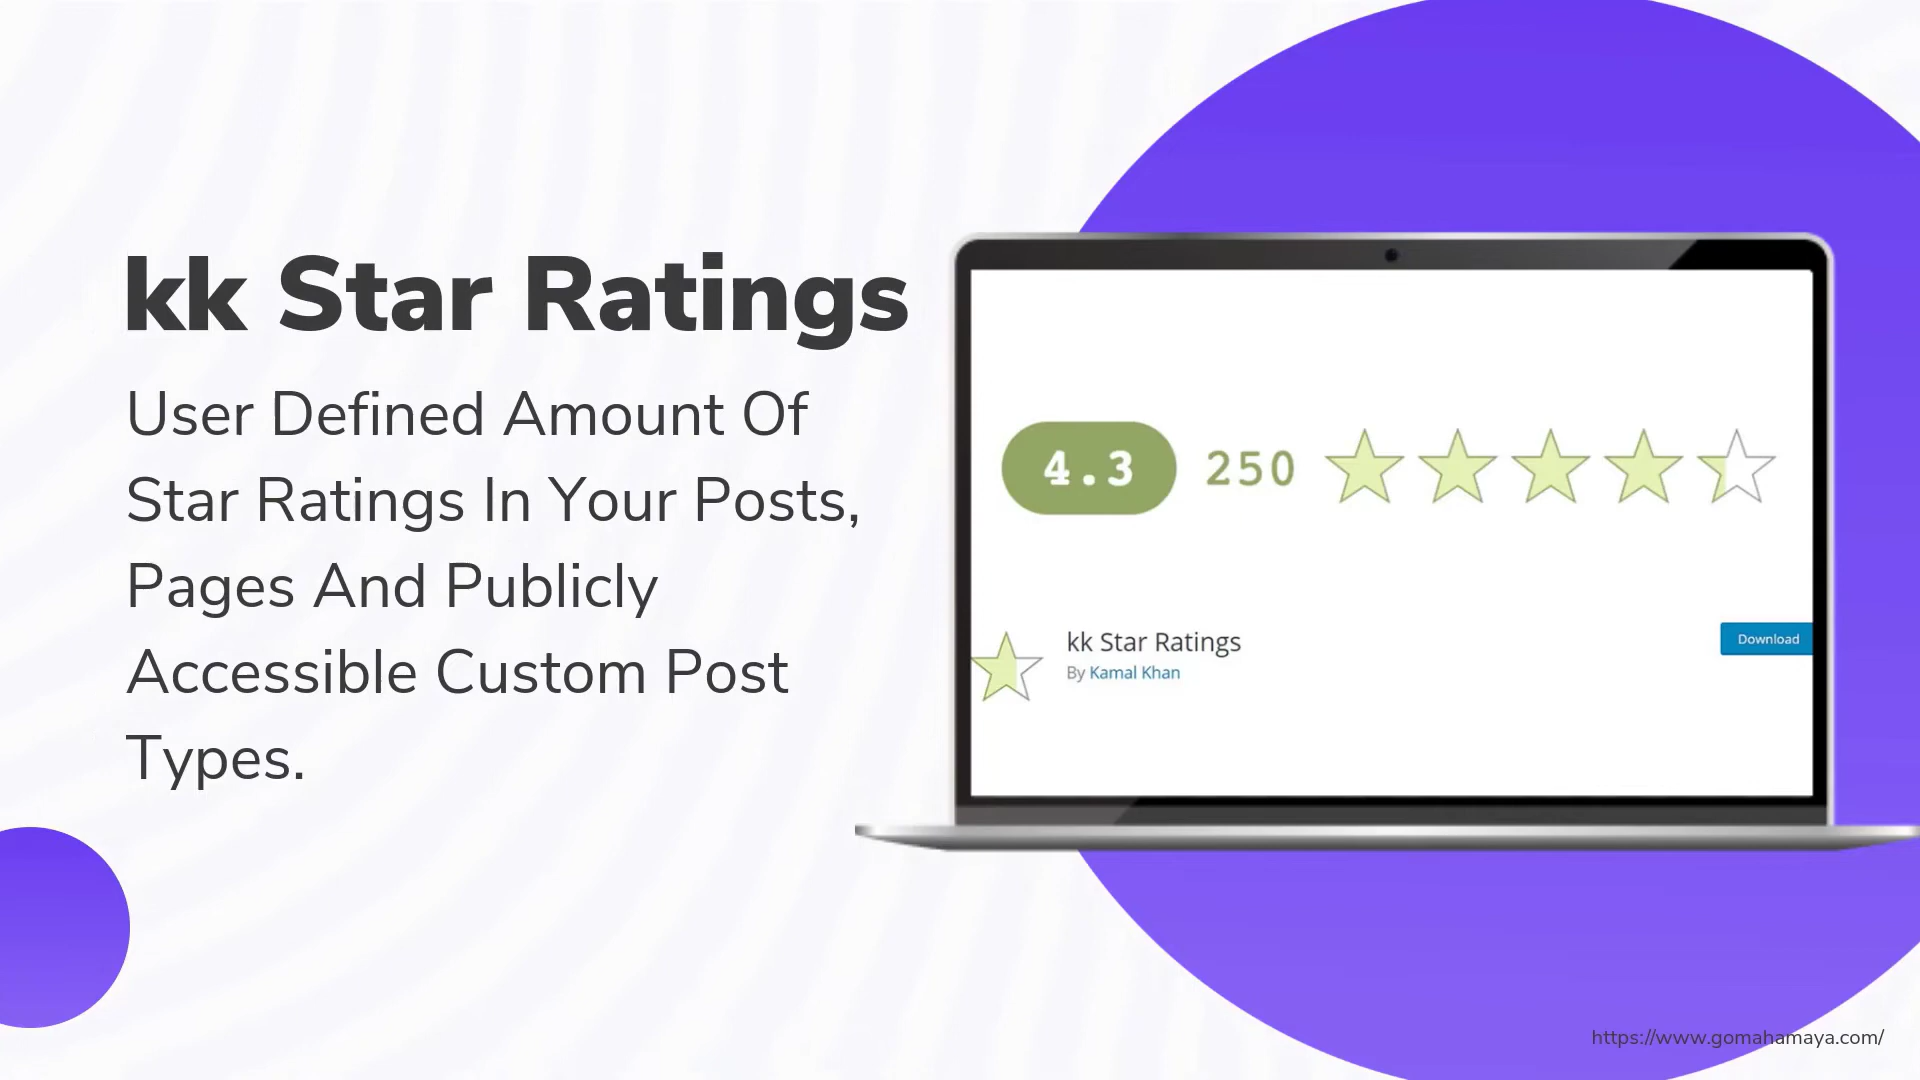 kk Star Ratings
User Defined Amount Of
Star Ratings In Your Posts,
Pages And Publicly
Accessible Custom Post
Types.
4.3 250
kk Star Ratings
By Kamal Khan
Download
https://www.gomahamaya.com/